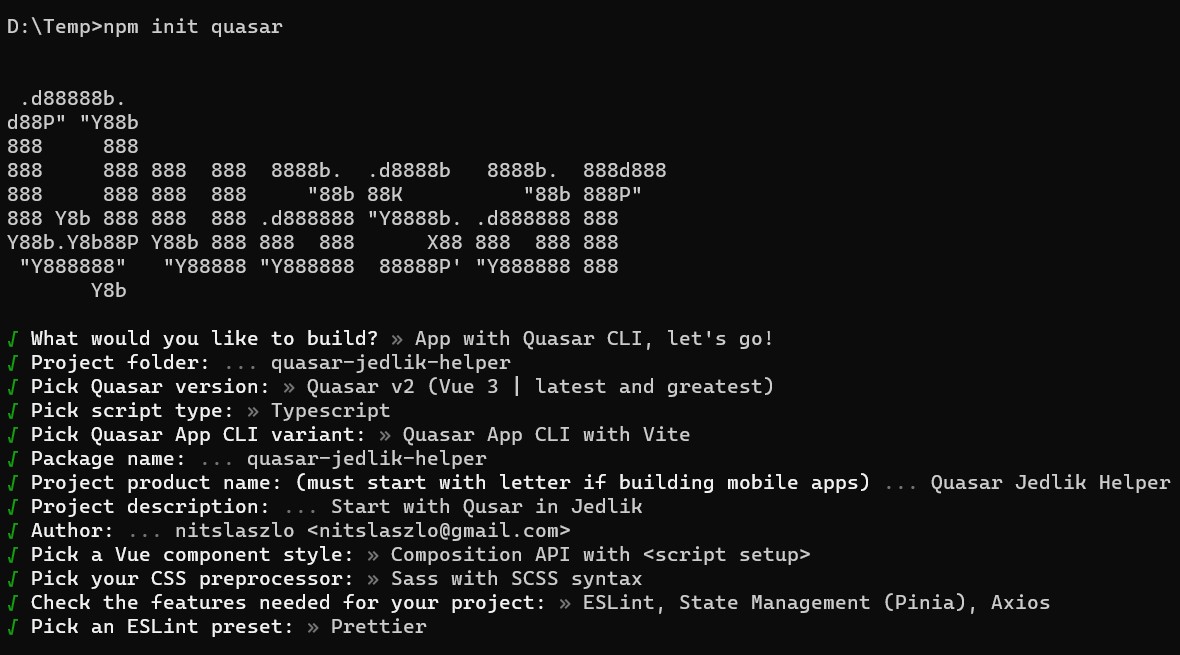 D:\Temp>npm init quasar
 .d88888b.
d88P" "Y88b
888     888
888     888 888  888  8888b.  .d8888b   8888b.  888d888
888     888 888  888     "88b 88K          "88b 888P"
888 Y8b 888 888  888 .d888888 "Y8888b. .d888888 888
Y88b.Y8b88P Y88b 888 888  888      X88 888  888 888
 "Y888888"   "Y88888 "Y888888  88888P' "Y888888 888
       Y8b
√ What would you like to build? » App with Quasar CLI, let's go!
√ Project folder: ... quasar-jedlik-helper
√ Pick Quasar version: » Quasar v2 (Vue 3 | latest and greatest)
√ Pick script type: » Typescript
√ Pick Quasar App CLI variant: » Quasar App CLI with Vite
√ Package name: ... quasar-jedlik-helper
√ Project product name: (must start with letter if building mobile apps) ... Quasar Jedlik Helper
√ Project description: ... Start with Qusar in Jedlik
√ Author: ... nitslaszlo <nitslaszlo@gmail.com>
√ Pick a Vue component style: » Composition API with <script setup>
√ Pick your CSS preprocessor: » Sass with SCSS syntax
√ Check the features needed for your project: » ESLint, State Management (Pinia), Axios
√ Pick an ESLint preset: » Prettier